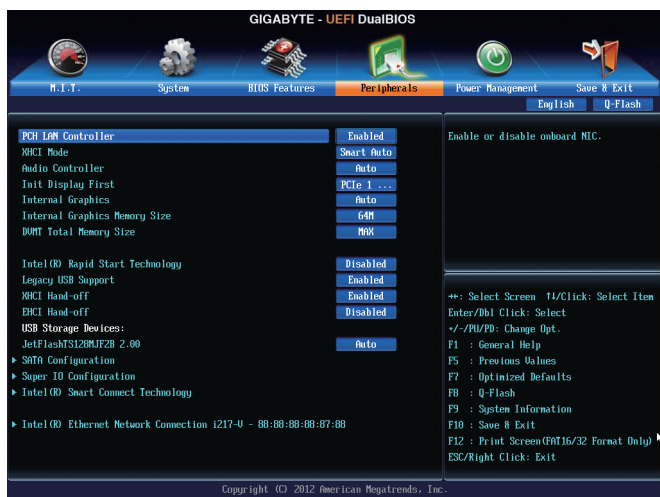 GIGABYTE - UEFI DualBIOS
M.I.T.
System
BIOS Features
Peripherals
Power Management
Save & Exit
English
Q-Flash
PCH LAN Controller Enabled
XHCI Mode Smart Auto
Audio Controller Auto
Init Display First PCIe 1 ...
Internal Graphics Auto
Internal Graphics Memory Size 64M
DVMT Total Memory Size MAX
Intel(R) Rapid Start Technology Disabled
Legacy USB Support Enabled
XHCI Hand-off Enabled
EHCI Hand-off Disabled
USB Storage Devices:
JetFlashTS128MJF2B 2.00 Auto
SATA Configuration
Super IO Configuration
Intel(R) Smart Connect Technology
Intel(R) Ethernet Network Connection i217-V - 88:88:88:88:87:88
Enable or disable onboard NIC.
→←: Select Screen ↑↓/Click: Select Item
Enter/Dbl Click: Select
+/-/PU/PD: Change Opt.
F1 : General Help
F5 : Previous Values
F7 : Optimized Defaults
F8 : Q-Flash
F9 : System Information
F10 : Save & Exit
F12 : Print Screen(FAT16/32 Format Only)
ESC/Right Click: Exit
Copyright (C) 2012 American Megatrends, Inc.